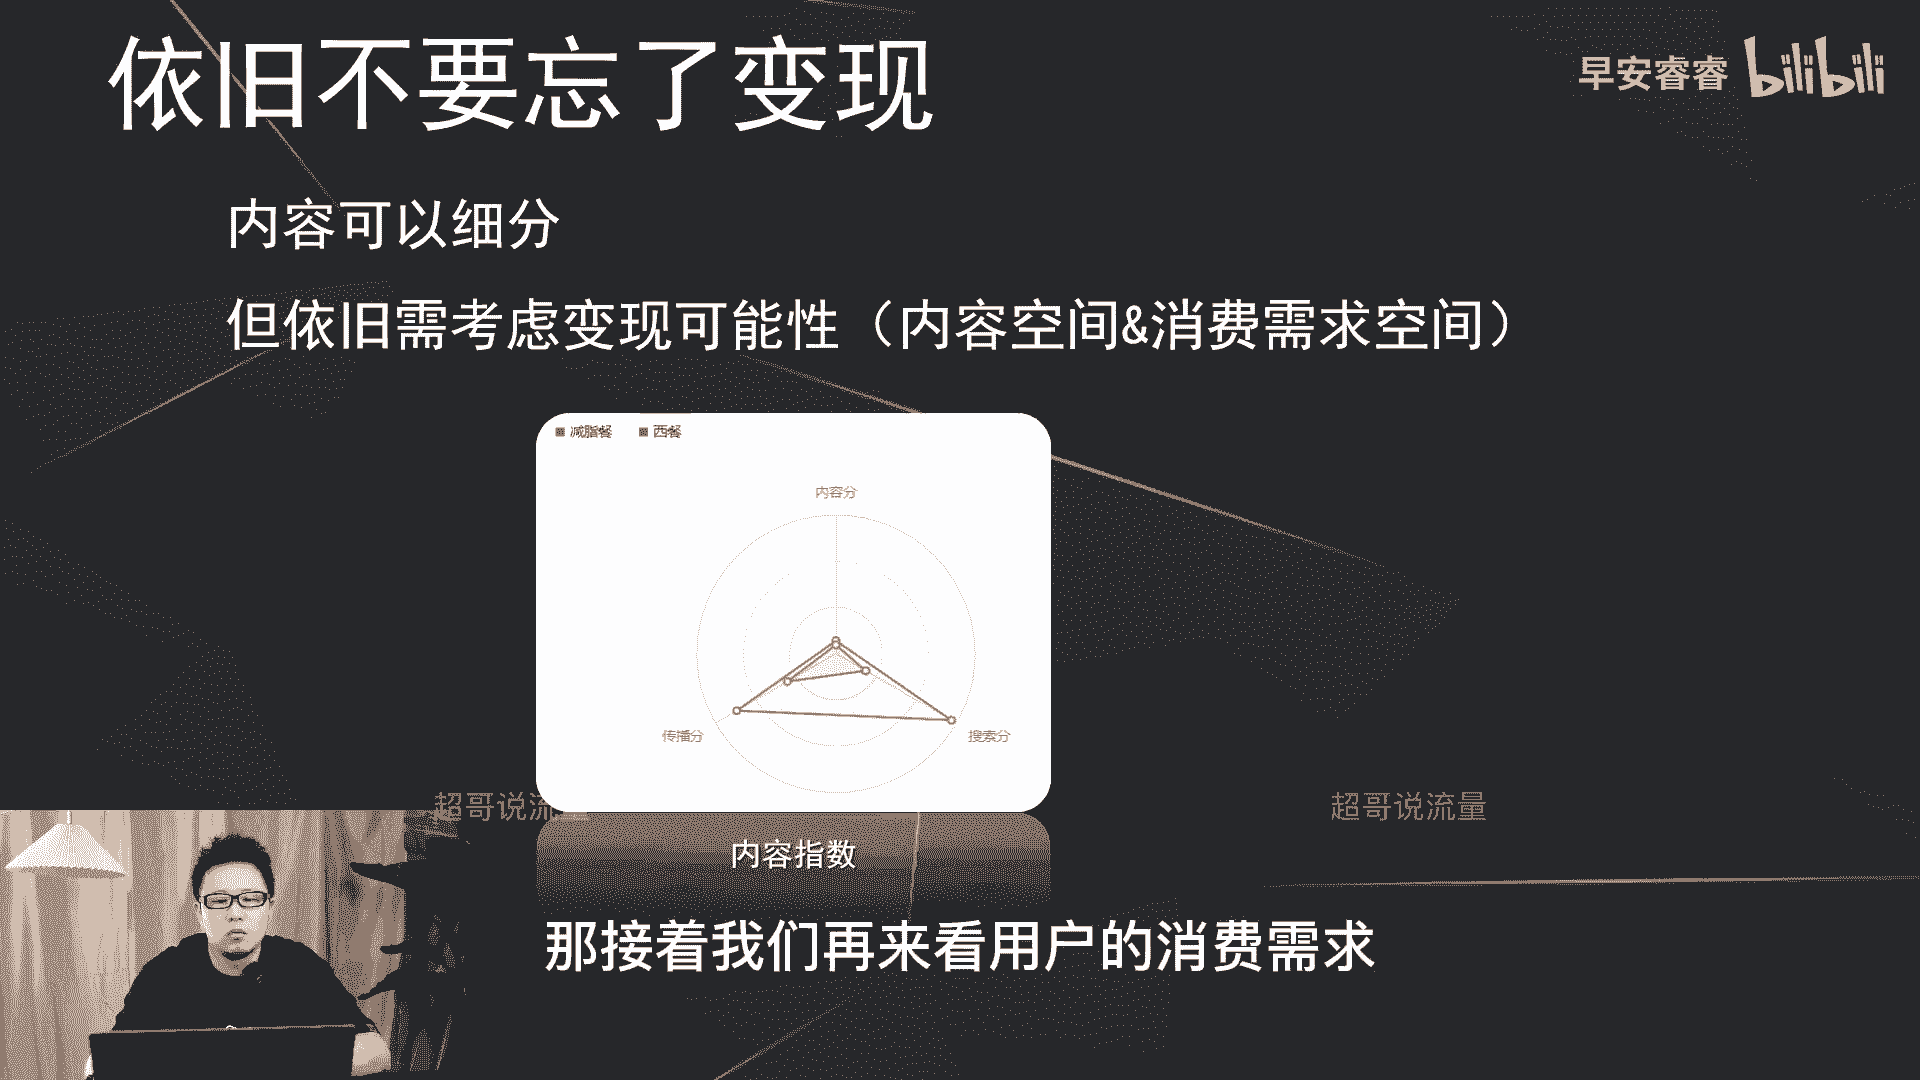 依旧不要忘了变现
早安睿睿 bilibili
内容可以细分
但依旧需考虑变现可能性（内容空间&消费需求空间）
减脂餐 西餐
内容分
传播分 搜索分
超哥说流量 超哥说流量
内容指数
那接着我们再来看用户的消费需求